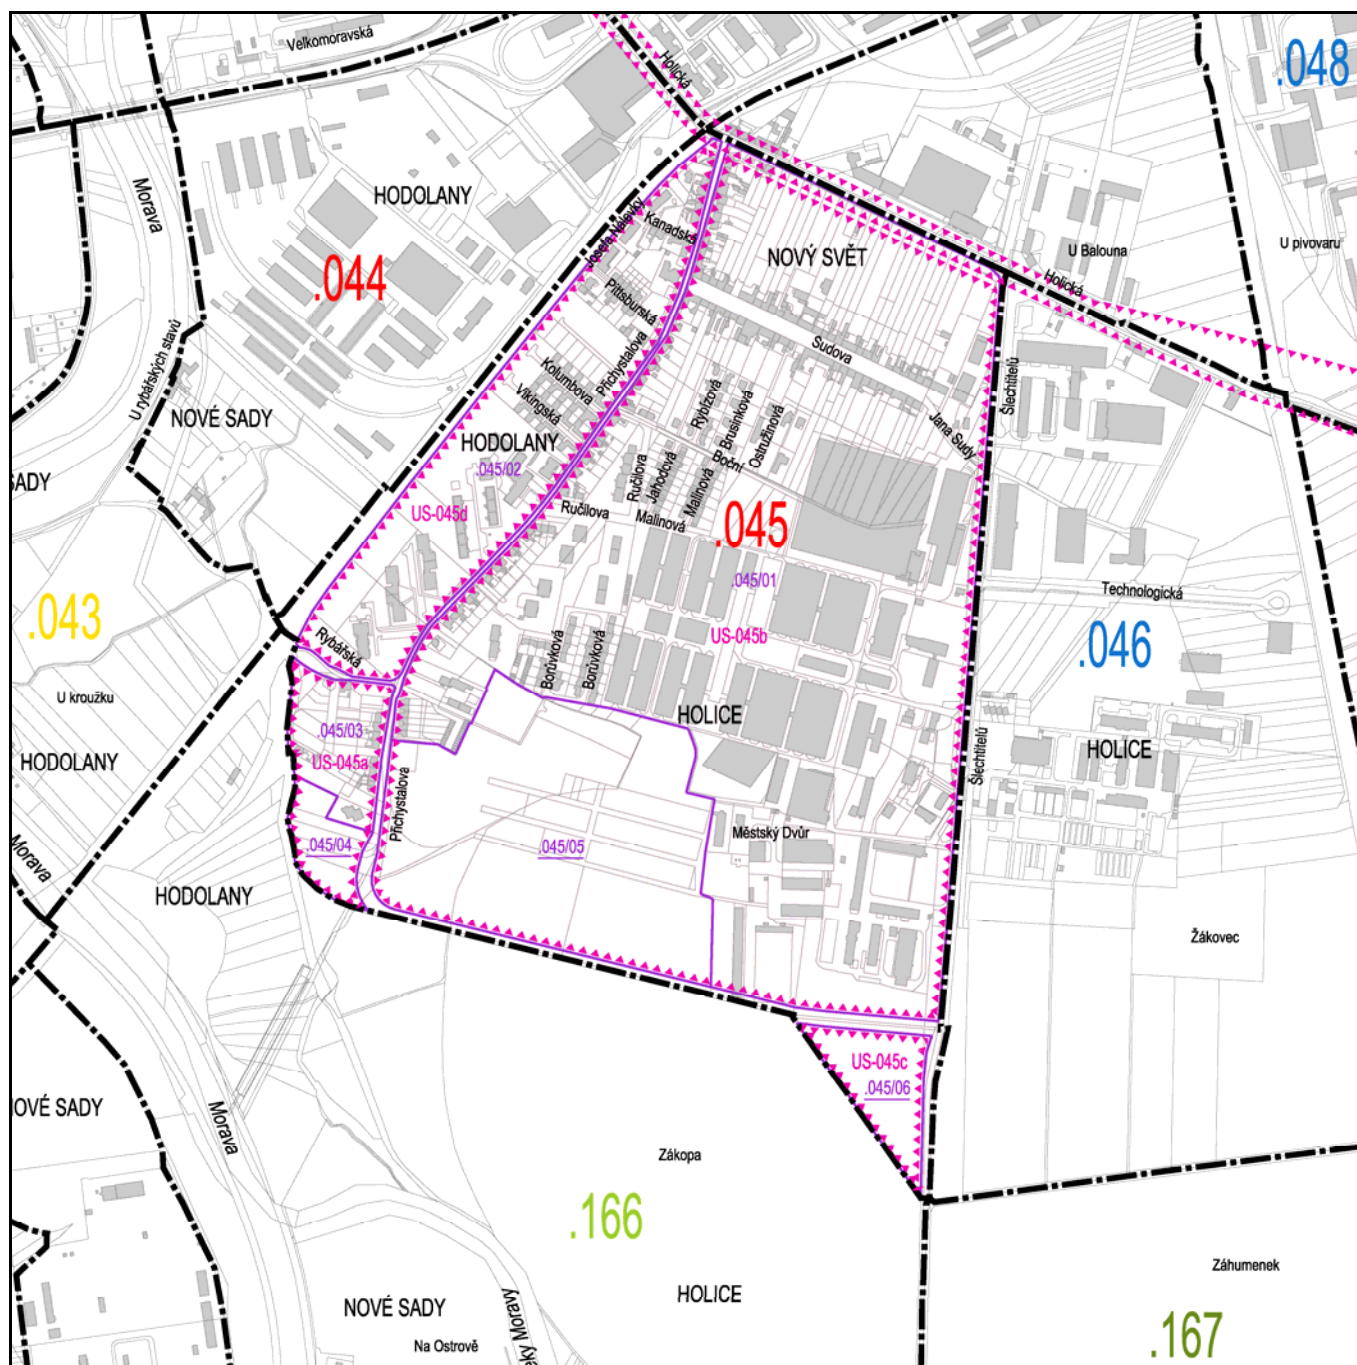 Velkomoravská
Holická
.048
Morava
HODOLANY
Josefa Nálevky
Kanadská
NOVÝ SVĚT
U Balouna
U pivovaru
.044
Holická
Pittsburská
U rybářských stavů
Přichystalova
Sudova
Šlechtitelů
Kolumbova
Vikingská
Rybízová
Brusinková
Ostružinová
Jana Sudy
NOVÉ SADY
HODOLANY
.045/02
Boční
SADY
Ručilova
Jahodová
Malinová
US-045d
Ručilova
Malinová
.045
.045/01
Technologická
.043
Rybářská
US-045b
.046
Borůvková
Borůvková
U kroužku
HOLICE
.045/03
HODOLANY
US-045a
Šlechtitelů
HOLICE
Přichystalova
Městský Dvůr
.045/04
.045/05
Morava
HODOLANY
Žákovec
US-045c
.045/06
OVÉ SADY
Morava
Zákopa
.166
Záhumenek
HOLICE
NOVÉ SADY
.167
Na Ostrově
ky Moravy